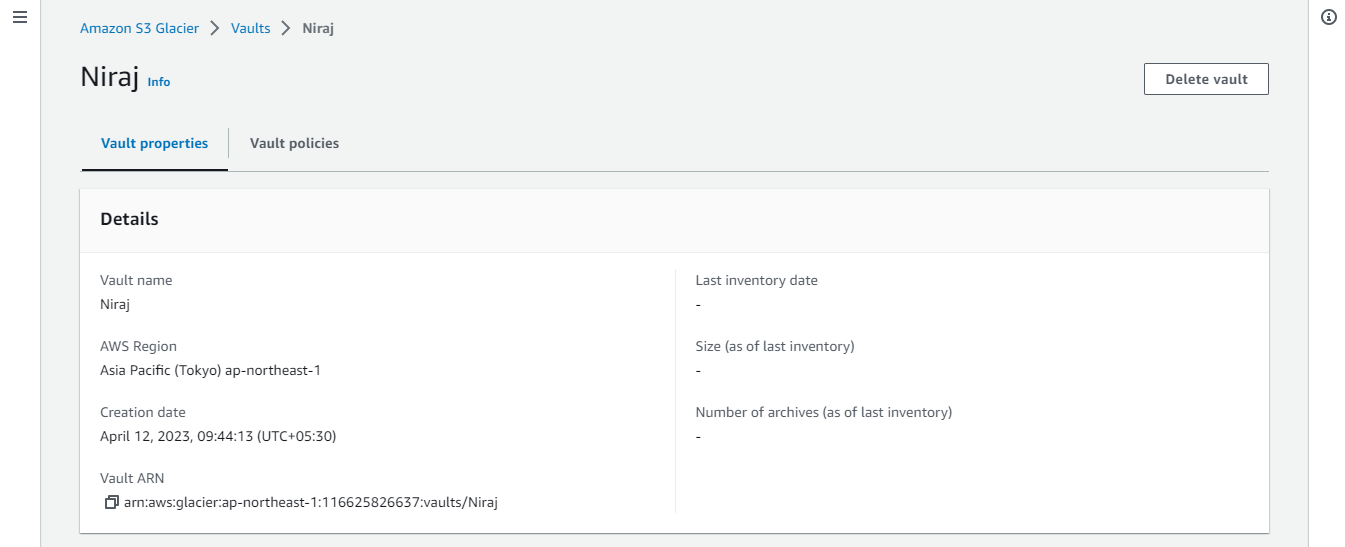 Amazon S3 Glacier > Vaults > Niraj
Niraj Info
Delete vault
Vault properties
Vault policies
Details
Vault name
Niraj
AWS Region
Asia Pacific (Tokyo) ap-northeast-1
Creation date
April 12, 2023, 09:44:13 (UTC+05:30)
Vault ARN
arn:aws:glacier:ap-northeast-1:116625826637:vaults/Niraj
Last inventory date
-
Size (as of last inventory)
-
Number of archives (as of last inventory)
-